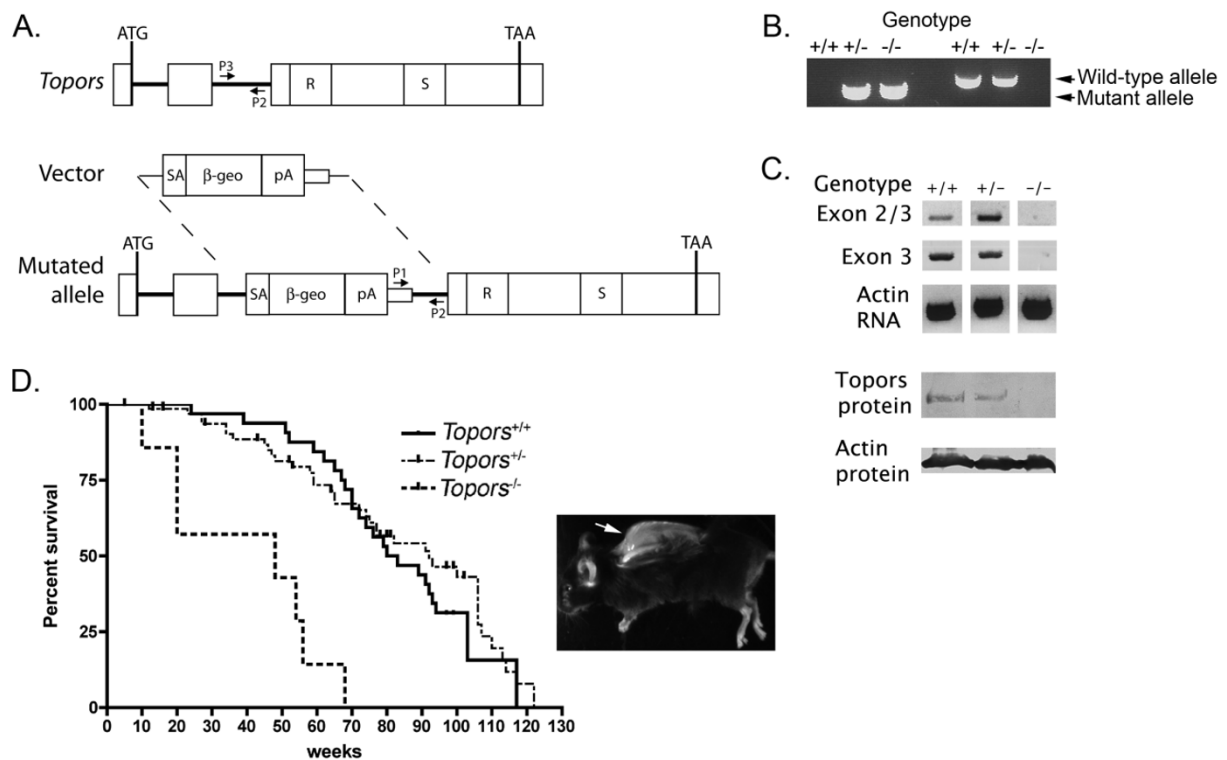 A.
ATG
TAA
Topors
P3
P2
R
S
Vector
SA
β-geo
pA
ATG
TAA
Mutated
allele
SA
β-geo
pA
P1
P2
R
S
B.
Genotype
+/+ +/- -/- +/+ +/- -/-
Wild-type allele
Mutant allele
C.
Genotype +/+ +/− −/−
Exon 2/3
Exon 3
Actin
RNA
Topors
protein
Actin
protein
D.
Percent survival
100
75
50
25
0
Topors+/+
Topors+/-
Topors-/-
0 10 20 30 40 50 60 70 80 90 100 110 120 130
weeks